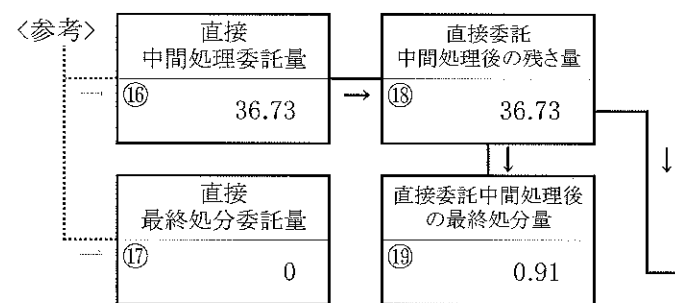 〈参考〉
直接
中間処理委託量
⑯
36.73
→
直接委託
中間処理後の残さ量
⑱
36.73
→
↓
↓
直接
最終処分委託量
⑰
0
→
直接委託中間処理後
の最終処分量
⑲
0.91